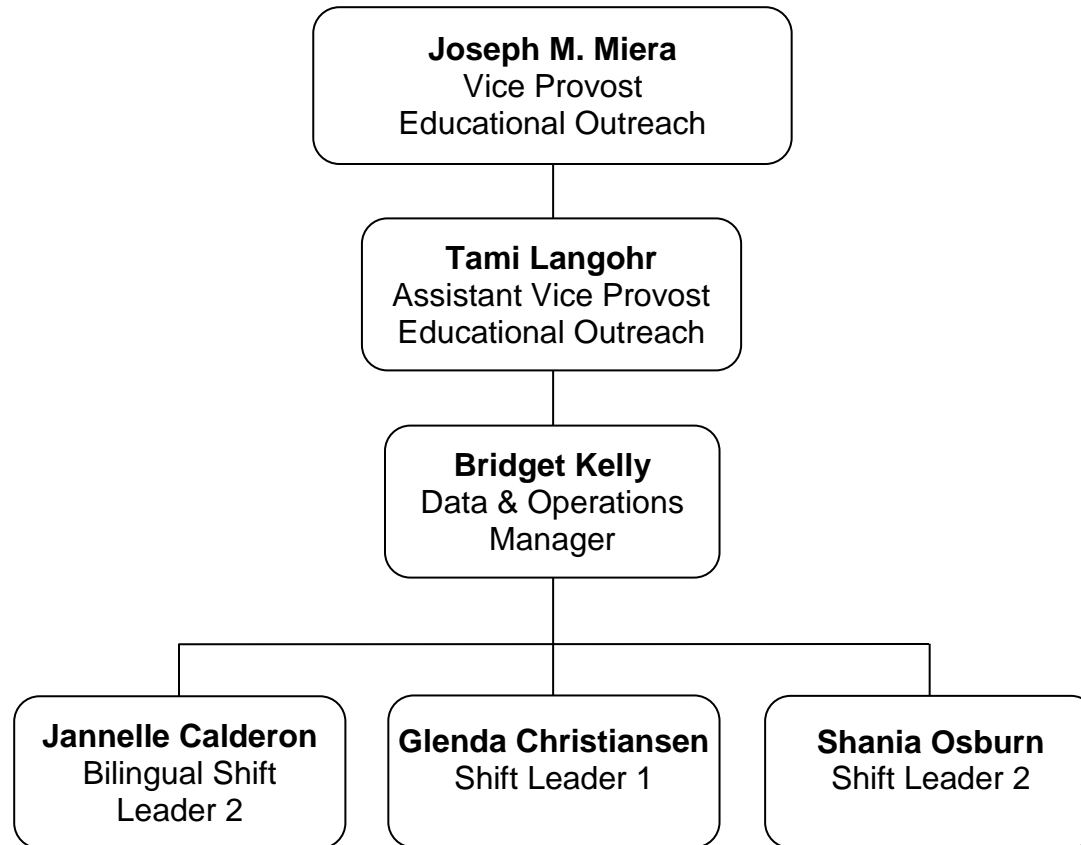 Joseph M. Miera
Vice Provost
Educational Outreach
Tami Langohr
Assistant Vice Provost
Educational Outreach
Bridget Kelly
Data & Operations
Manager
Jannelle Calderon
Bilingual Shift
Leader 2
Glenda Christiansen
Shift Leader 1
Shania Osburn
Shift Leader 2